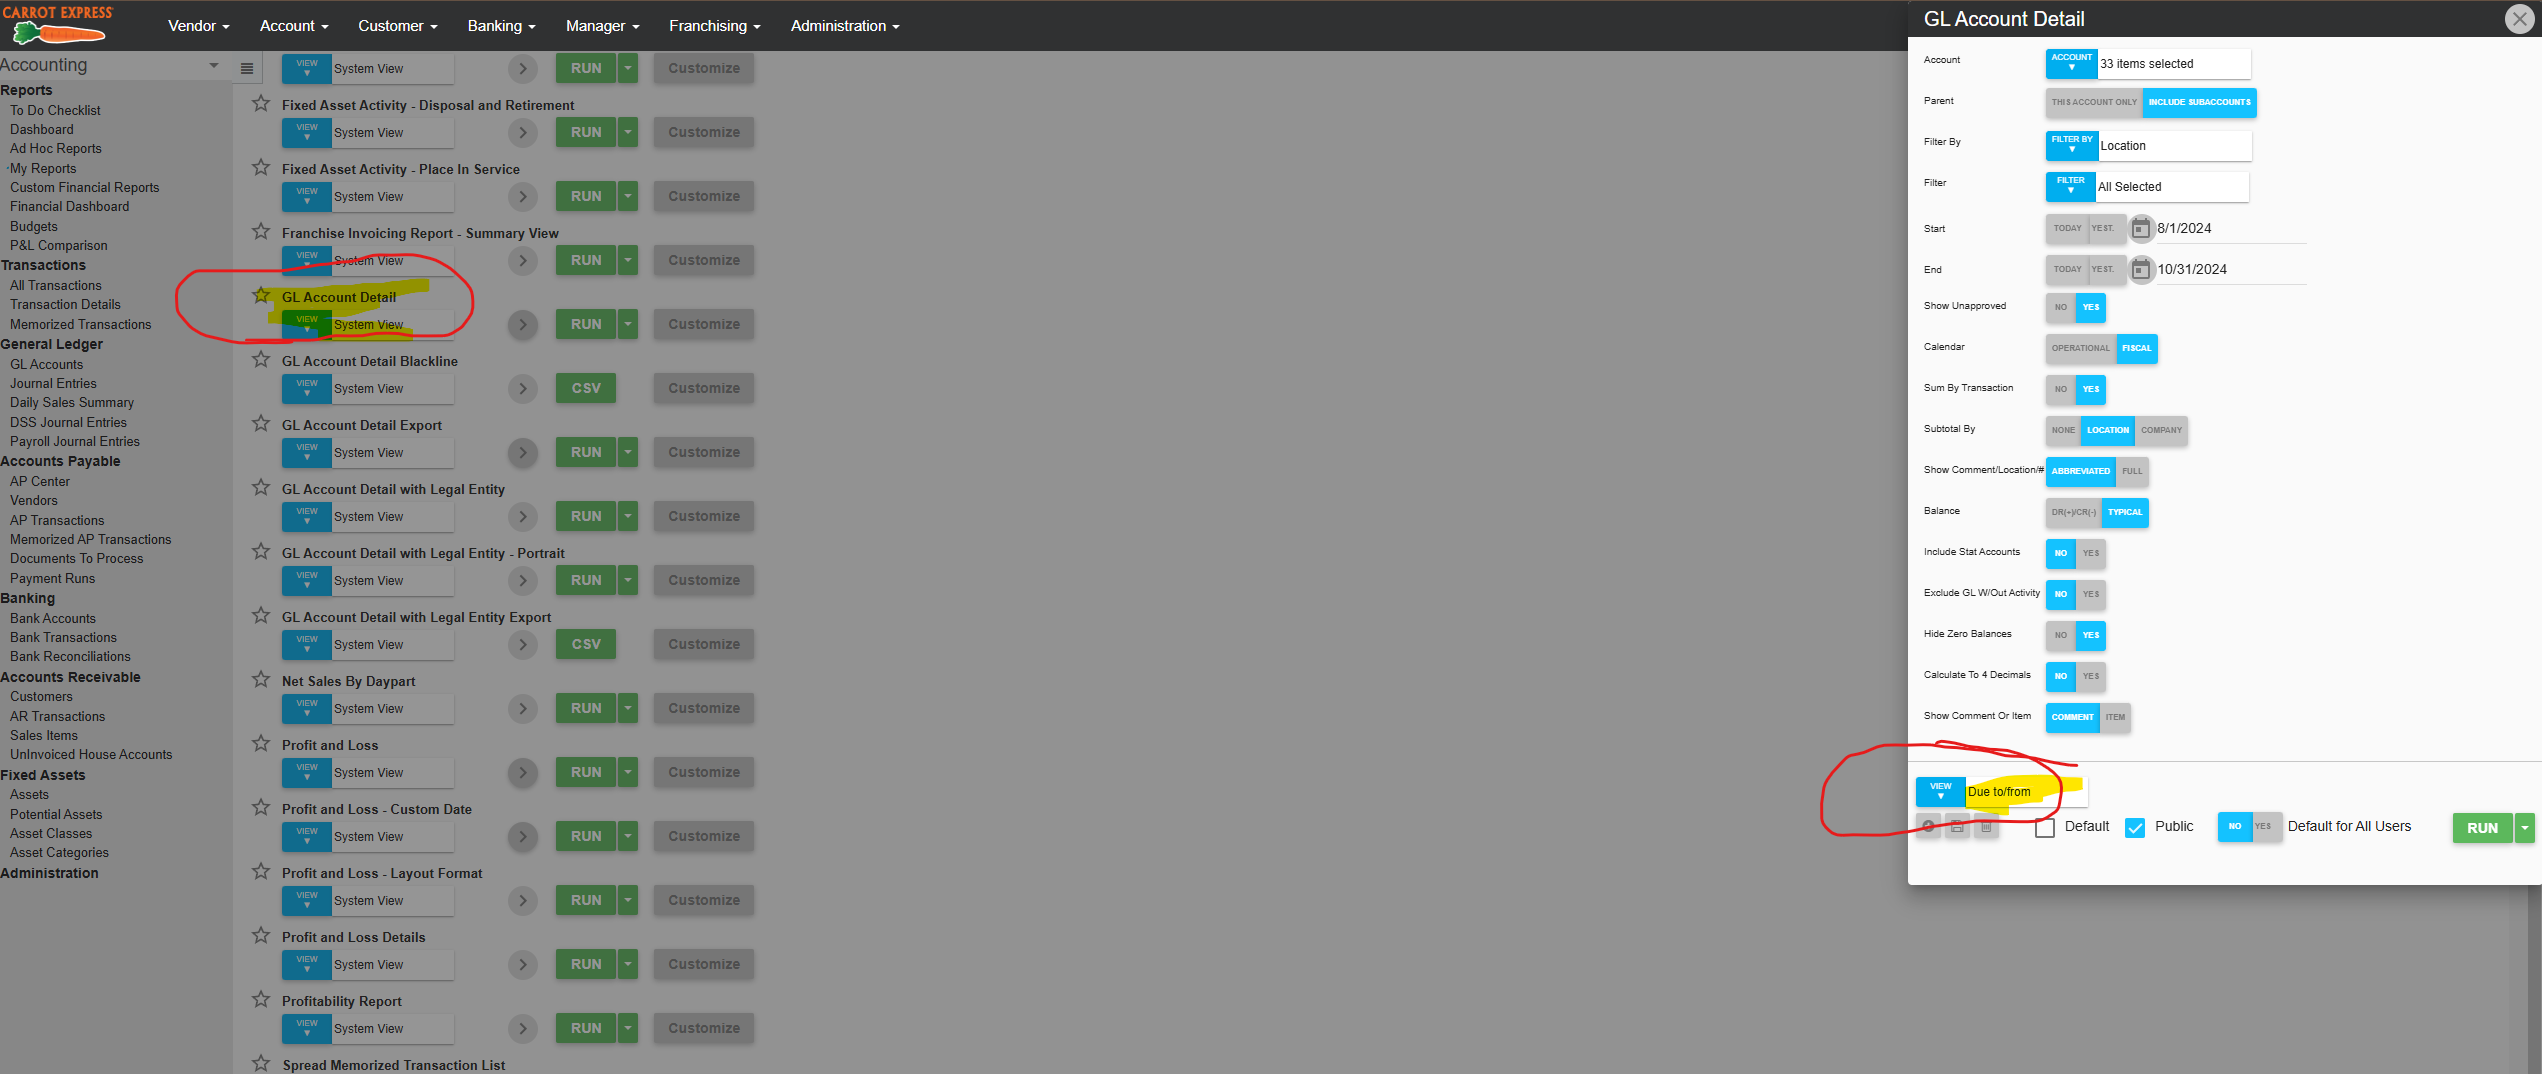 CARROT EXPRESS
Vendor Account Customer Banking Manager Franchising Administration
Accounting
Reports
To Do Checklist
Dashboard
Ad Hoc Reports
My Reports
Custom Financial Reports
Financial Dashboard
Budgets
P&L Comparison
Transactions
All Transactions
Transaction Details
Memorized Transactions
General Ledger
GL Accounts
Journal Entries
Daily Sales Summary
DSS Journal Entries
Payroll Journal Entries
Accounts Payable
AP Center
Vendors
AP Transactions
Memorized AP Transactions
Documents To Process
Payment Runs
Banking
Bank Accounts
Bank Transactions
Bank Reconciliations
Accounts Receivable
Customers
AR Transactions
Sales Items
UnInvoiced House Accounts
Fixed Assets
Assets
Potential Assets
Asset Classes
Asset Categories
Administration
VIEW System View RUN Customize
Fixed Asset Activity - Disposal and Retirement
VIEW System View RUN Customize
Fixed Asset Activity - Place In Service
VIEW System View RUN Customize
Franchise Invoicing Report - Summary View
VIEW System View RUN Customize
GL Account Detail
VIEW System View RUN Customize
GL Account Detail Blackline
VIEW System View CSV Customize
GL Account Detail Export
VIEW System View RUN Customize
GL Account Detail with Legal Entity
VIEW System View RUN Customize
GL Account Detail with Legal Entity - Portrait
VIEW System View RUN Customize
GL Account Detail with Legal Entity Export
VIEW System View CSV Customize
Net Sales By Daypart
VIEW System View RUN Customize
Profit and Loss
VIEW System View RUN Customize
Profit and Loss - Custom Date
VIEW System View RUN Customize
Profit and Loss - Layout Format
VIEW System View RUN Customize
Profit and Loss Details
VIEW System View RUN Customize
Profitability Report
VIEW System View RUN Customize
Spread Memorized Transaction List
GL Account Detail
Account ACCOUNT 33 items selected
Parent THIS ACCOUNT ONLY INCLUDE SUBACCOUNTS
Filter By FILTER BY Location
Filter FILTER All Selected
Start TODAY YEST. 8/1/2024
End TODAY YEST. 10/31/2024
Show Unapproved NO YES
Calendar OPERATIONAL FISCAL
Sum By Transaction NO YES
Subtotal By NONE LOCATION COMPANY
Show Comment/Location/# ABBREVIATED FULL
Balance DR(+)/CR(-) TYPICAL
Include Stat Accounts NO YES
Exclude GL W/Out Activity NO YES
Hide Zero Balances NO YES
Calculate To 4 Decimals NO YES
Show Comment Or Item COMMENT ITEM
VIEW Due to/from
Default Public NO YES Default for All Users RUN